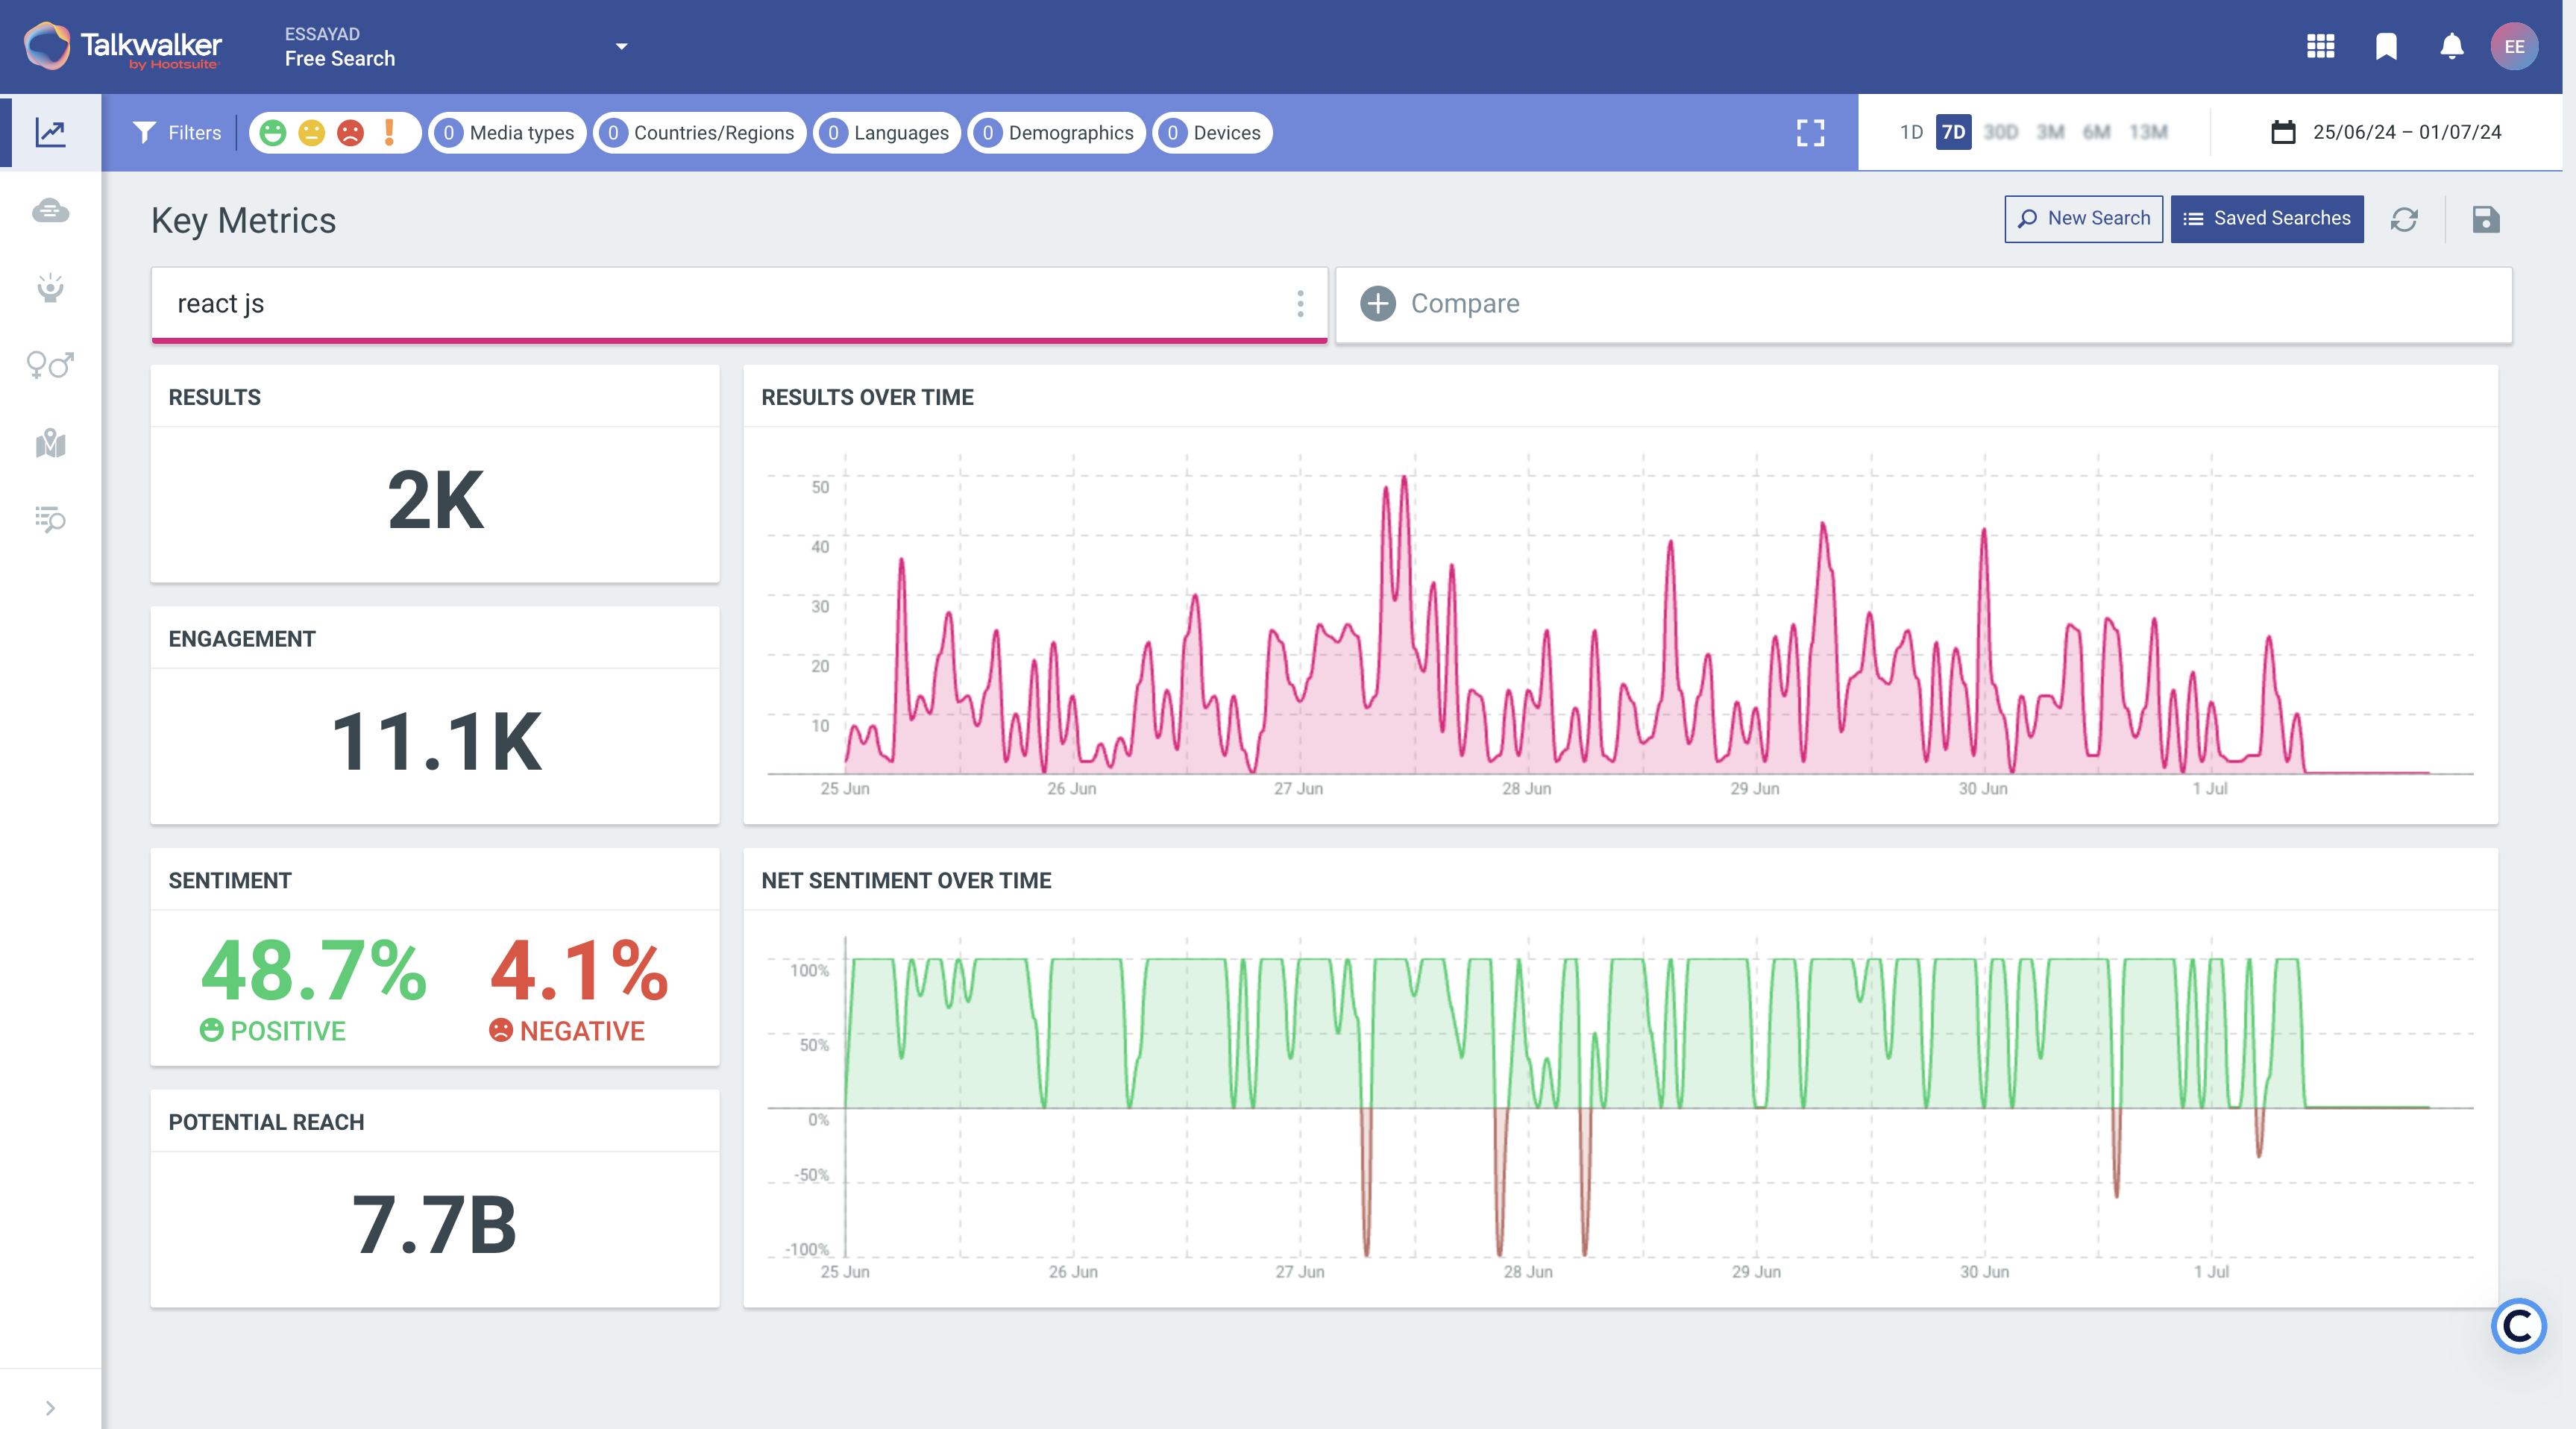 Talkwalker
by Hootsuite
ESSAYAD
Free Search
EE
Filters
0 Media types
0 Countries/Regions
0 Languages
0 Demographics
0 Devices
1D 7D 30D 3M 6M 13M
25/06/24 – 01/07/24
Key Metrics
New Search
Saved Searches
react js
Compare
RESULTS
2K
RESULTS OVER TIME
50
40
30
20
10
25 Jun 26 Jun 27 Jun 28 Jun 29 Jun 30 Jun 1 Jul
ENGAGEMENT
11.1K
SENTIMENT
48.7% 4.1%
POSITIVE NEGATIVE
NET SENTIMENT OVER TIME
100%
50%
0%
-50%
-100%
25 Jun 26 Jun 27 Jun 28 Jun 29 Jun 30 Jun 1 Jul
POTENTIAL REACH
7.7B
C